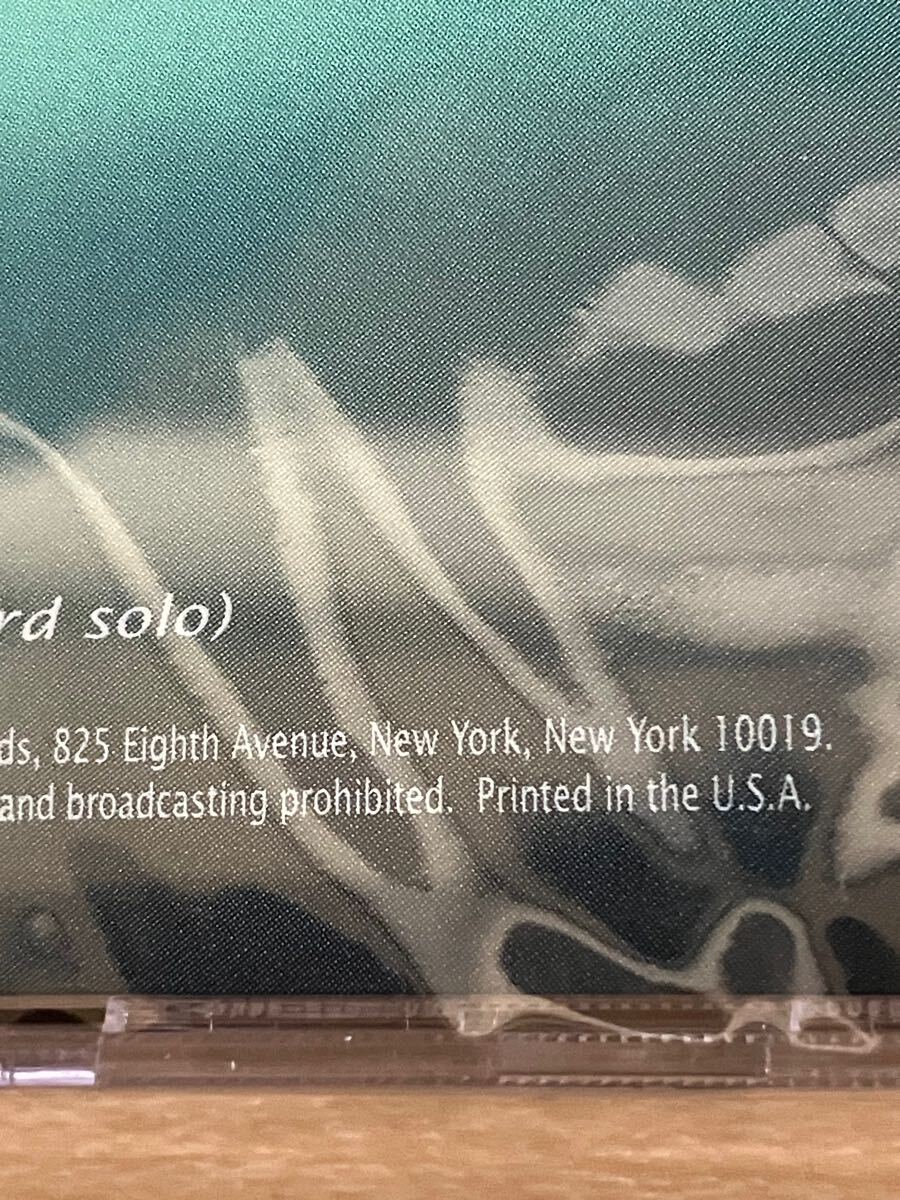 rd solo)
ds, 825 Eighth Avenue, New York, New York 10019.
and broadcasting prohibited. Printed in the U.S.A.